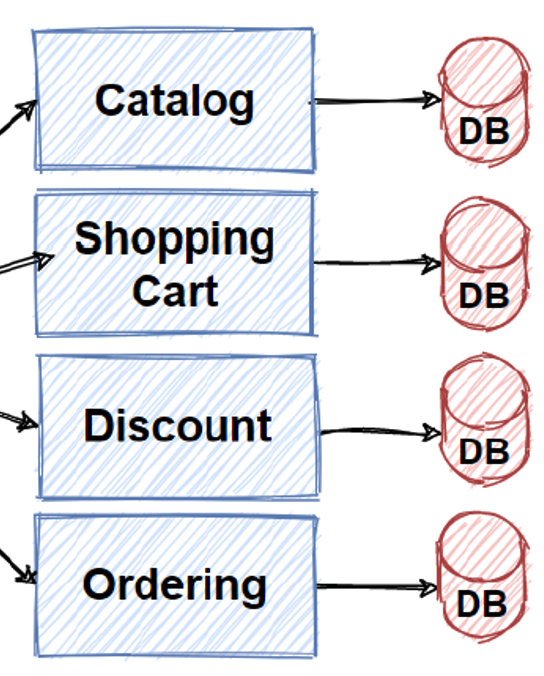 Catalog
DB
Shopping
Cart
DB
Discount
DB
Ordering
DB